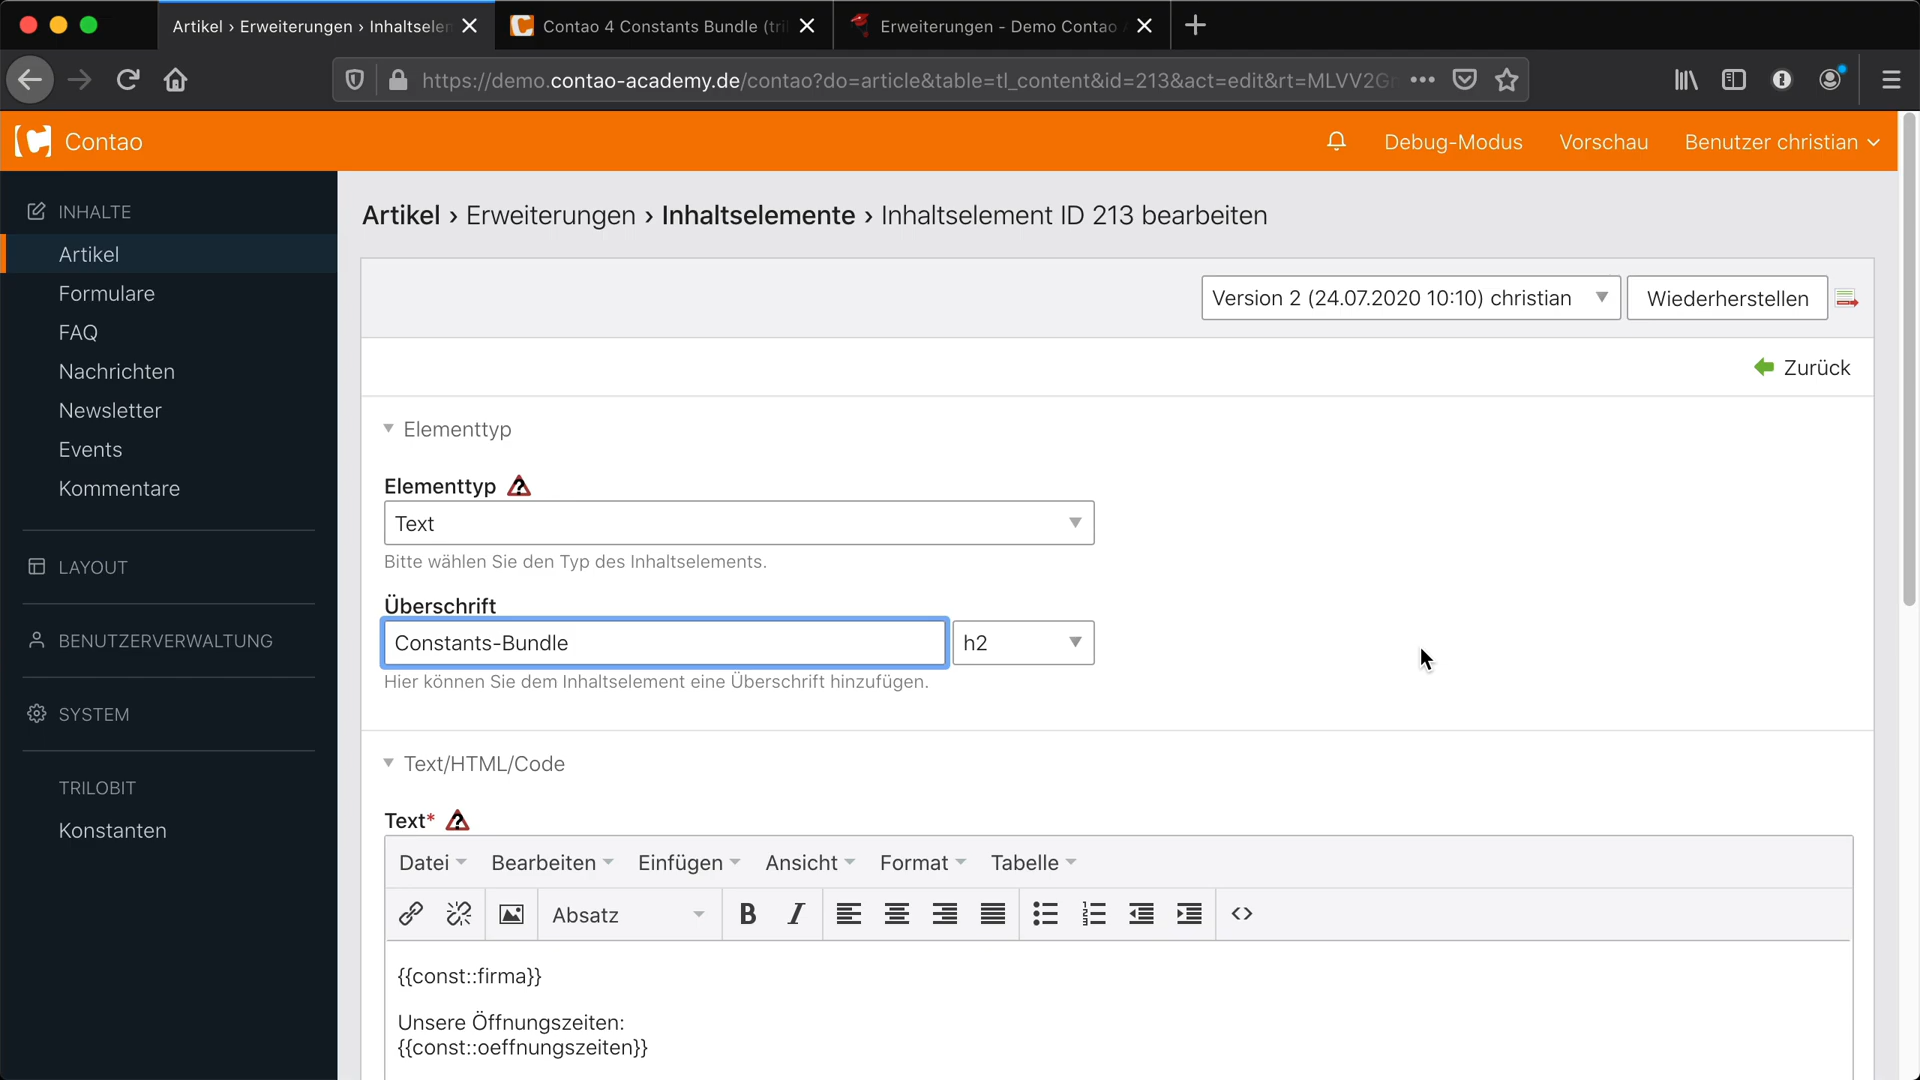 Artikel › Erweiterungen › Inhaltselen
Contao 4 Constants Bundle (tri
Erweiterungen - Demo Contao
https://demo.contao-academy.de/contao?do=article&table=tl_content&id=213&act=edit&rt=MLVV2G
Contao
Debug-Modus
Vorschau
Benutzer christian
INHALTE
Artikel
Formulare
FAQ
Nachrichten
Newsletter
Events
Kommentare
LAYOUT
BENUTZERVERWALTUNG
SYSTEM
TRILOBIT
Konstanten
Artikel › Erweiterungen › Inhaltselemente › Inhaltselement ID 213 bearbeiten
Version 2 (24.07.2020 10:10) christian
Wiederherstellen
Zurück
Elementtyp
Elementtyp
Text
Bitte wählen Sie den Typ des Inhaltselements.
Überschrift
Constants-Bundle
h2
Hier können Sie dem Inhaltselement eine Überschrift hinzufügen.
Text/HTML/Code
Text*
Datei Bearbeiten Einfügen Ansicht Format Tabelle
Absatz B I
{{const::firma}}
Unsere Öffnungszeiten:
{{const::oeffnungszeiten}}